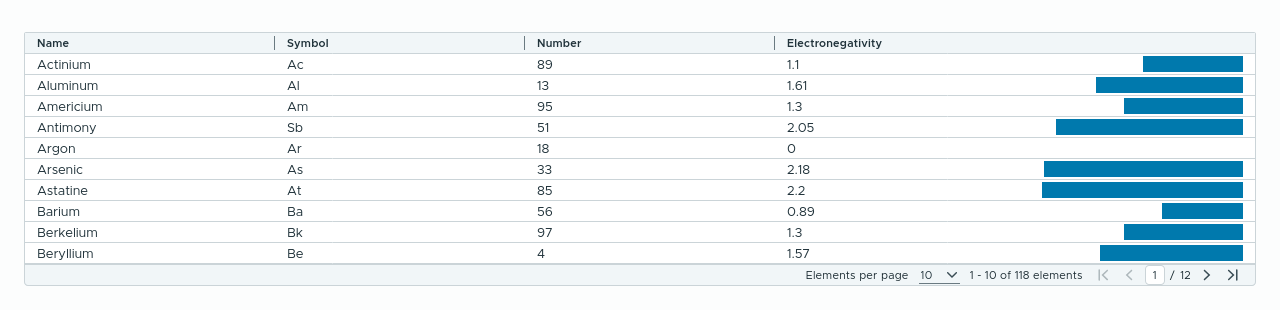 Name Symbol Number Electronegativity
Actinium Ac 89 1.1
Aluminum Al 13 1.61
Americium Am 95 1.3
Antimony Sb 51 2.05
Argon Ar 18 0
Arsenic As 33 2.18
Astatine At 85 2.2
Barium Ba 56 0.89
Berkelium Bk 97 1.3
Beryllium Be 4 1.57
Elements per page 10 1 - 10 of 118 elements 1 / 12